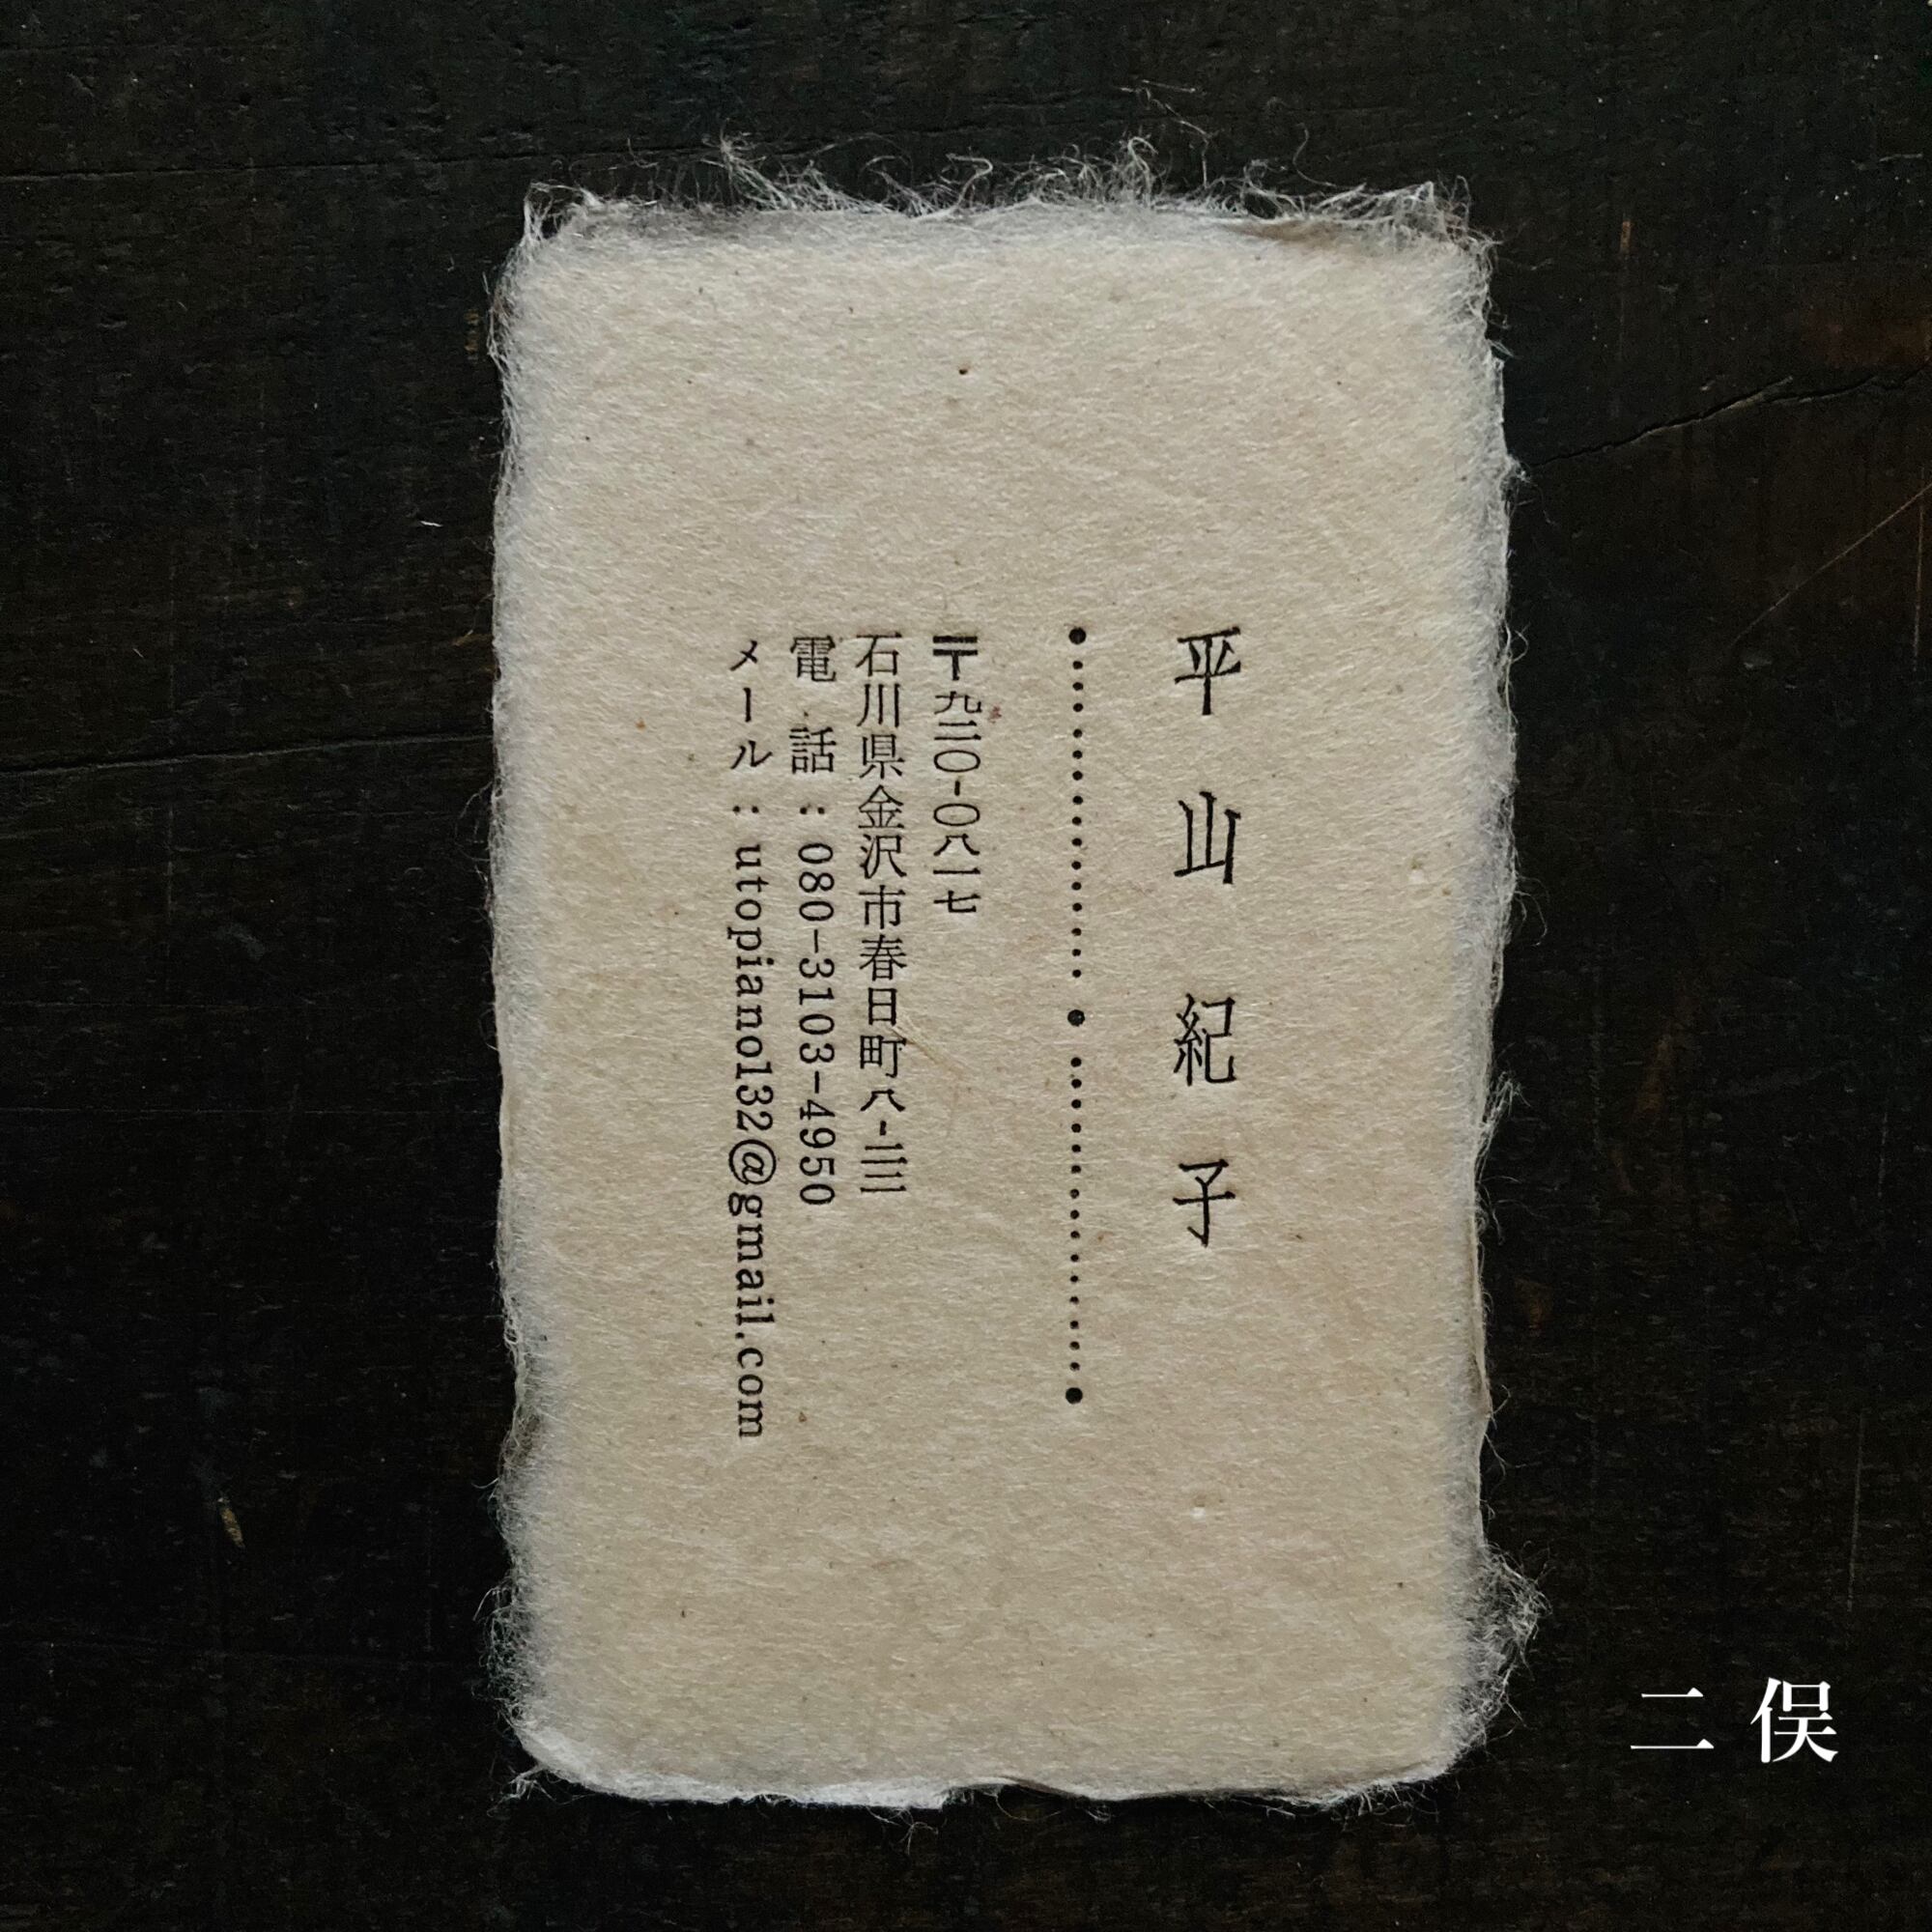 平山紀子
〒九二〇-〇八一七
石川県金沢市春日町八-三三
電話：080-3103-4950
メール：utopiano132@gmail.com
二俣